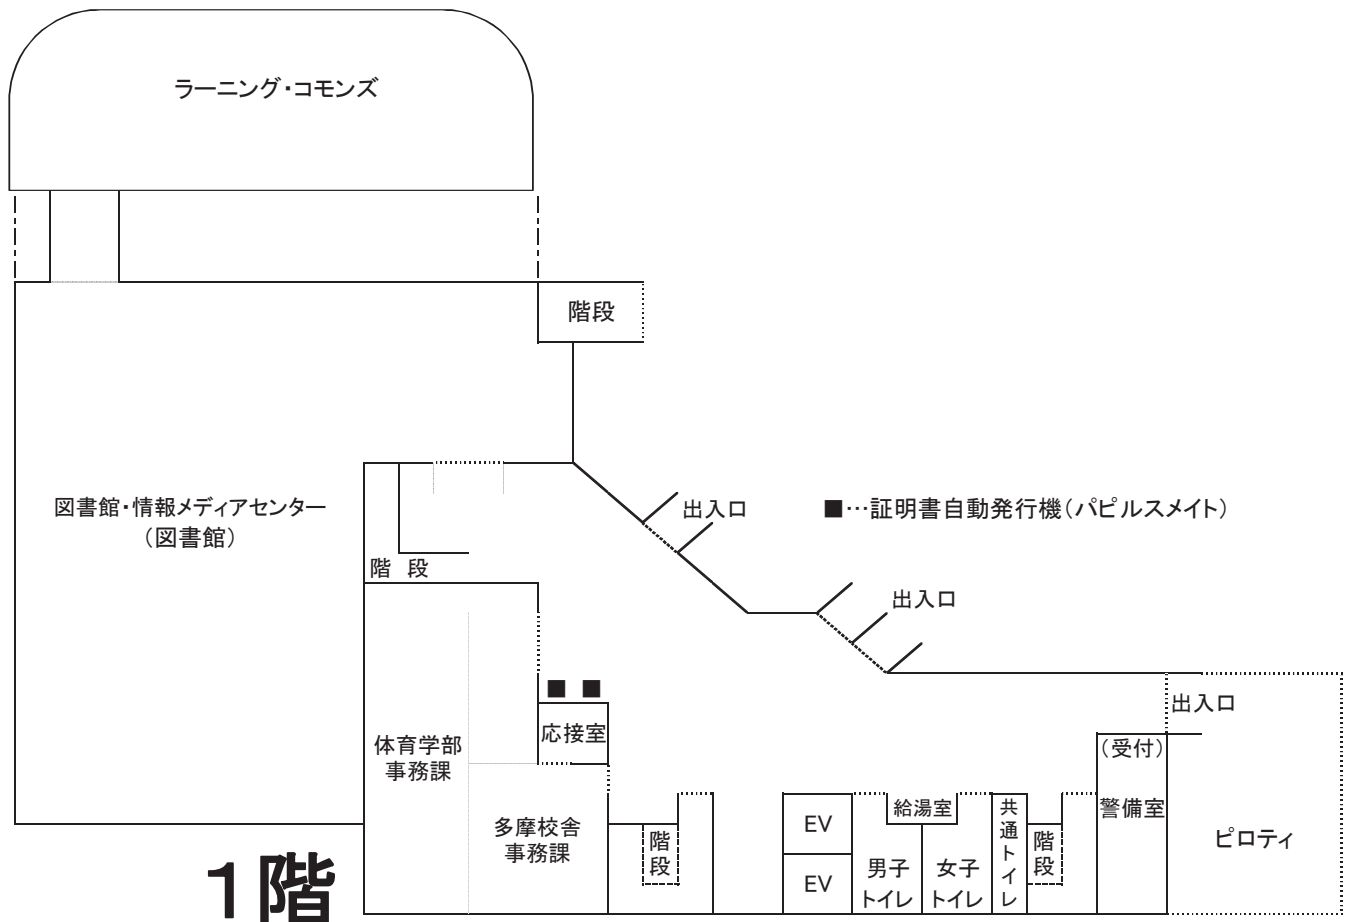 ラーニング・コモンズ
階段
図書館・情報メディアセンター
（図書館）
出入口
■…証明書自動発行機（パピルスメイト）
階 段
出入口
■ ■
出入口
応接室
体育学部
事務課
（受付）
多摩校舎
事務課
階段
EV
EV
給湯室
男子
トイレ
女子
トイレ
共通トイレ
階段
警備室
ピロティ
1階